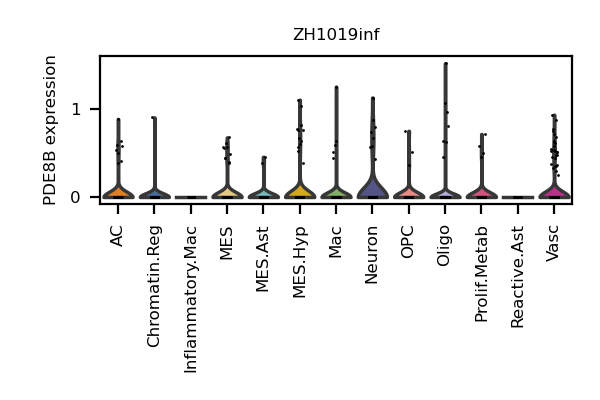 ZH1019inf
PDE8B expression
1
0
AC
Chromatin.Reg
Inflammatory.Mac
MES
MES.Ast
MES.Hyp
Mac
Neuron
OPC
Oligo
Prolif.Metab
Reactive.Ast
Vasc